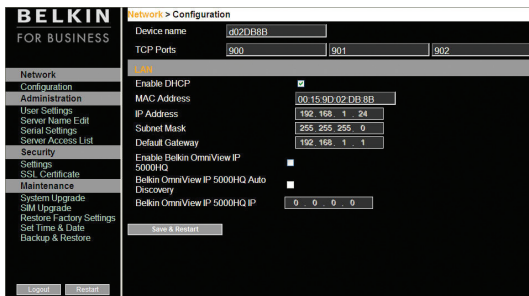 BELKIN
FOR BUSINESS
Network
Configuration
Administration
User Settings
Server Name Edit
Serial Settings
Server Access List
Security
Settings
SSL Certificate
Maintenance
System Upgrade
SIM Upgrade
Restore Factory Settings
Set Time & Date
Backup & Restore
Logout Restart
Network > Configuration
Device name d02DB8B
TCP Ports 900 901 902
LAN
Enable DHCP
MAC Address 00:15:9D:02:DB:8B
IP Address 192. 168. 1 . 24
Subnet Mask 255. 255. 255. 0
Default Gateway 192. 168. 1 . 1
Enable Belkin OmniView IP
5000HQ
Belkin OmniView IP 5000HQ Auto
Discovery
Belkin OmniView IP 5000HQ IP 0 . 0 . 0 . 0
Save & Restart